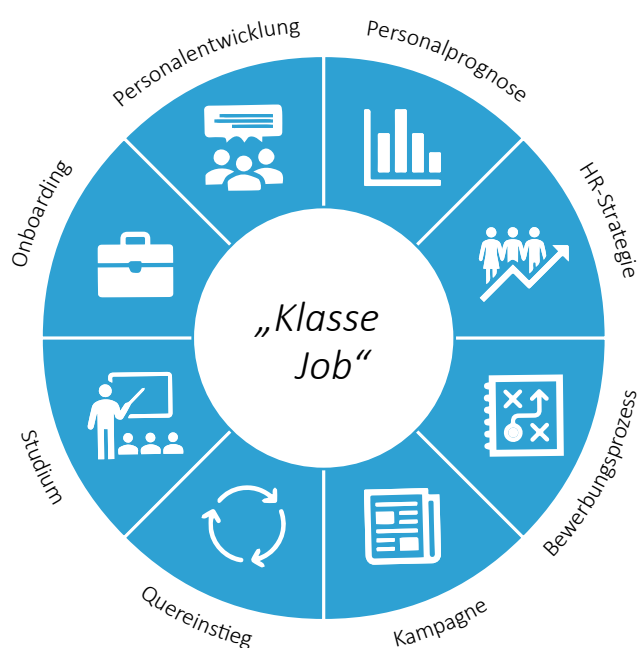 Personalentwicklung
Personalprognose
HR-Strategie
Bewerbungsprozess
Kampagne
Quereinstieg
Studium
Onboarding
„Klasse
Job“